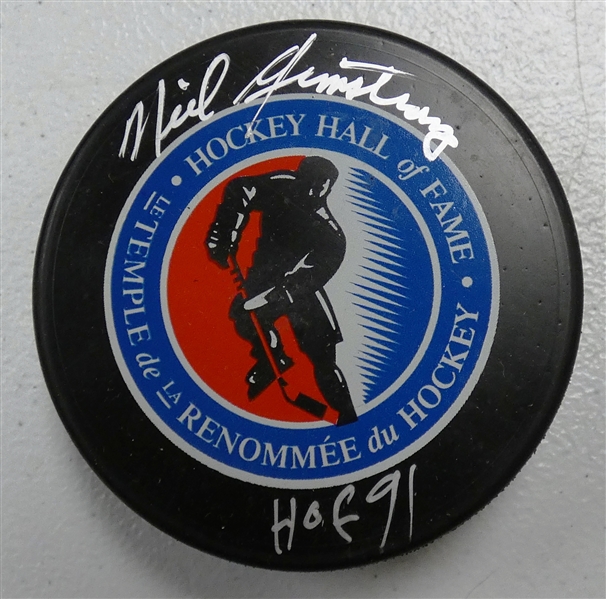 Neil Armstrong
• HOCKEY HALL of FAME •
LE TEMPLE de LA RENOMMÉE du HOCKEY
HOF 91